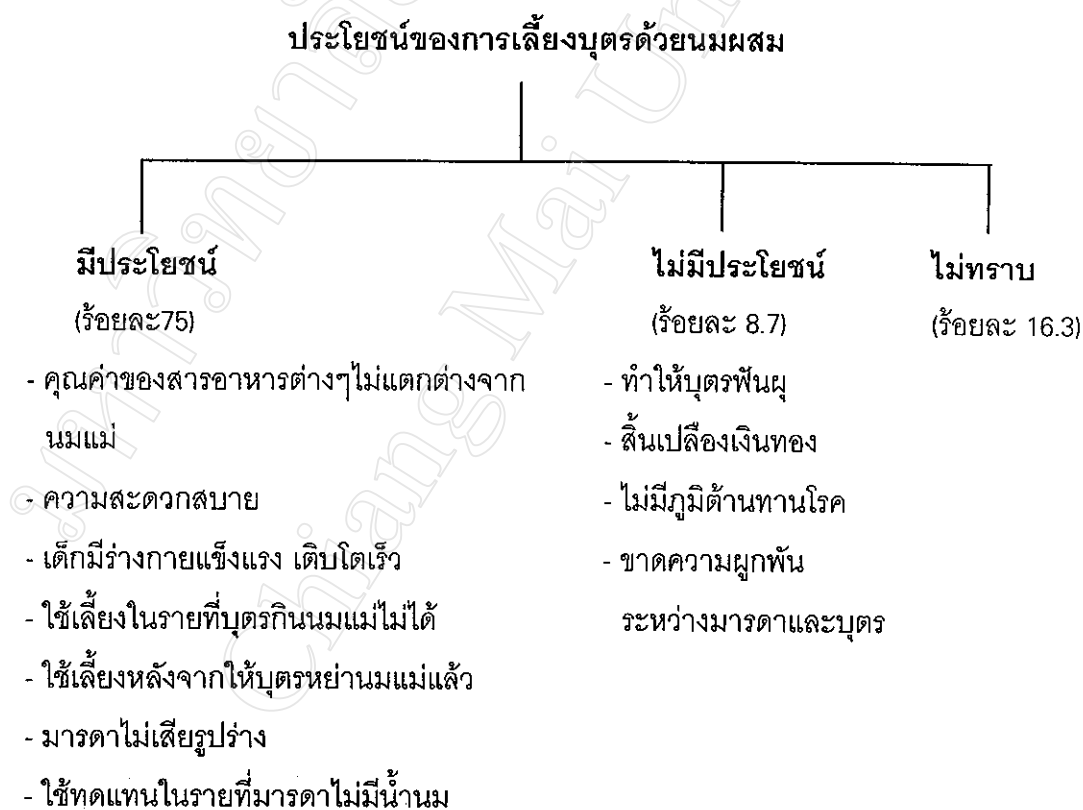 ประโยชน์ของการเลี้ยงบุตรด้วยนมผสม
มีประโยชน์
(ร้อยละ75)
- คุณค่าของสารอาหารต่างๆไม่แตกต่างจาก
นมแม่
- ความสะดวกสบาย
- เด็กมีร่างกายแข็งแรง เติบโตเร็ว
- ใช้เลี้ยงในรายที่บุตรกินนมแม่ไม่ได้
- ใช้เลี้ยงหลังจากให้บุตรหย่านมแม่แล้ว
- มารดาไม่เสียรูปร่าง
- ใช้ทดแทนในรายที่มารดาไม่มีน้ำนม
ไม่มีประโยชน์
(ร้อยละ 8.7)
- ทำให้บุตรฟันผุ
- สิ้นเปลืองเงินทอง
- ไม่มีภูมิต้านทานโรค
- ขาดความผูกพัน
ระหว่างมารดาและบุตร
ไม่ทราบ
(ร้อยละ 16.3)
มหาวิทยาลั
Chiang Mai Un